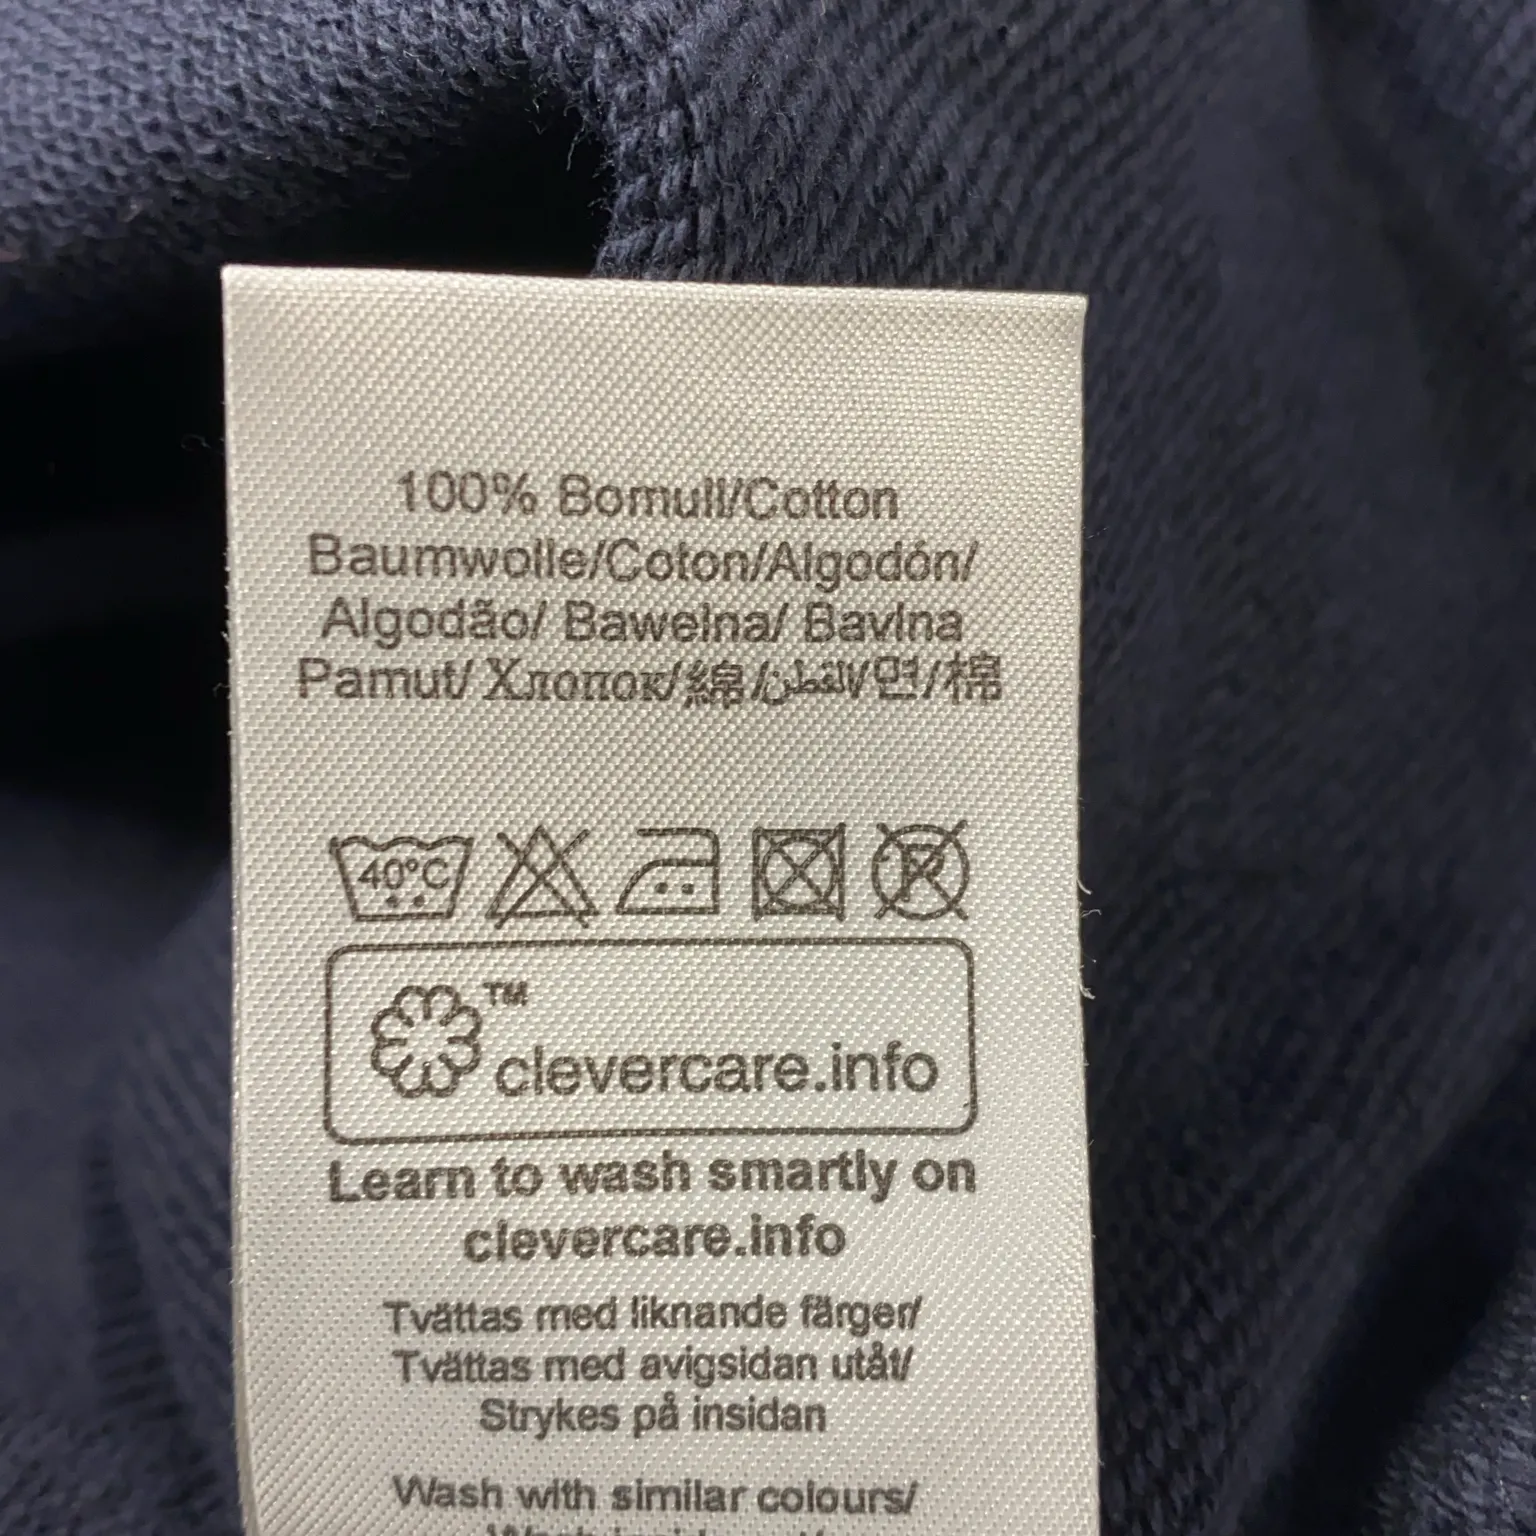 100% Bomull/Cotton
Baumwolle/Coton/Algodón/
Algodão/ Bawelna/ Bavlna
Pamut/ Хлопок/綿/القطن/면/棉
40°C
P
™
clevercare.info
Learn to wash smartly on
clevercare.info
Tvättas med liknande färger/
Tvättas med avigsidan utåt/
Strykes på insidan
Wash with similar colours/